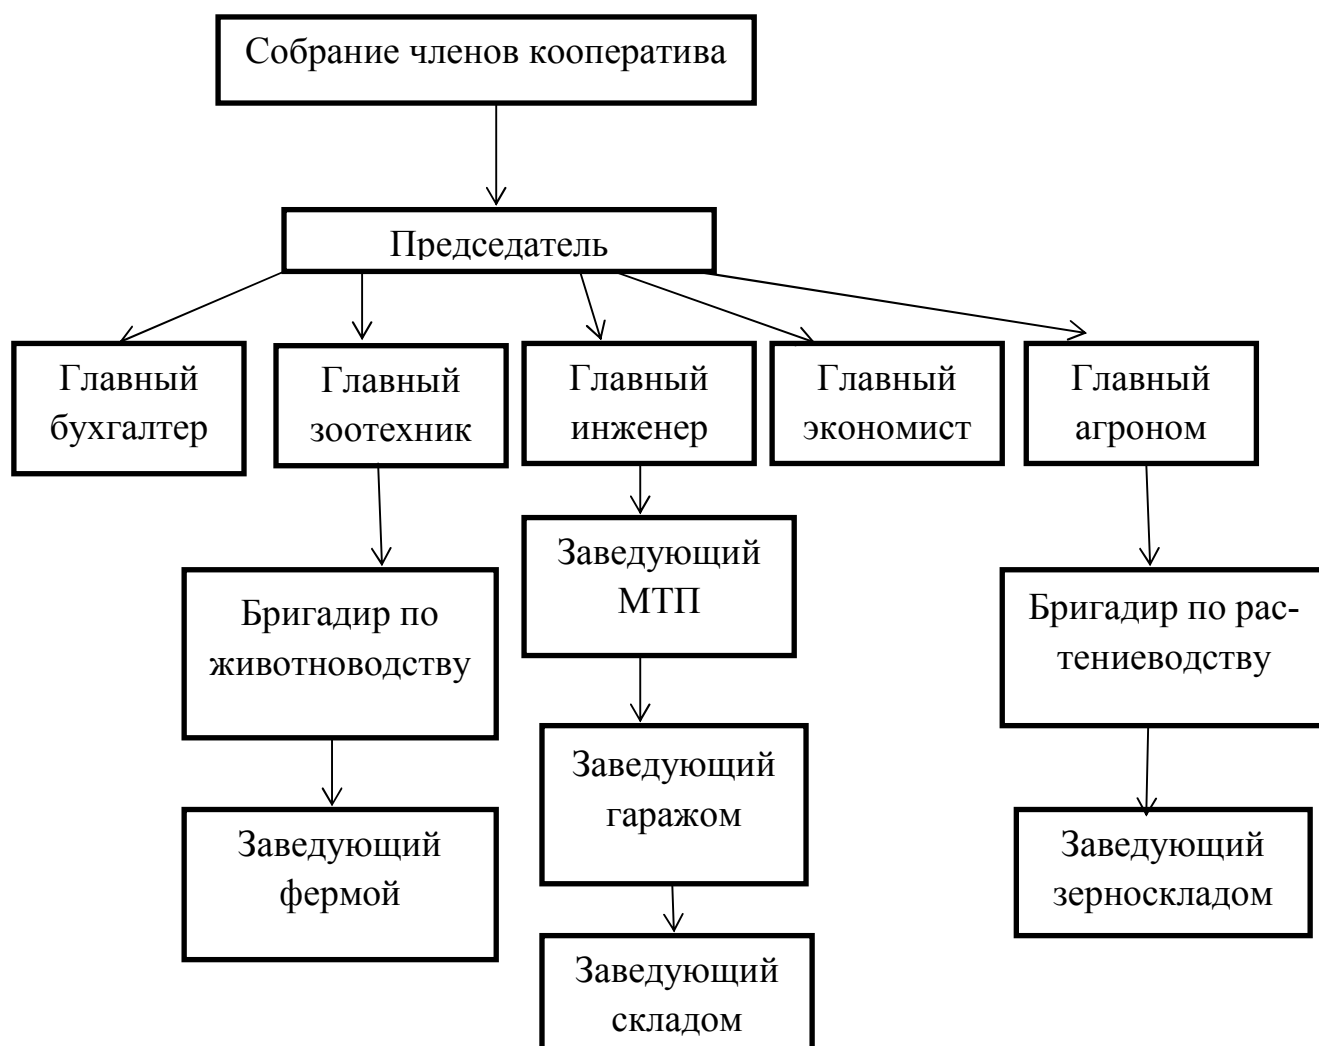 Собрание членов кооператива
Председатель
Главный
бухгалтер
Главный
зоотехник
Главный
инженер
Главный
экономист
Главный
агроном
Бригадир по
животноводству
Заведующий
МТП
Бригадир по рас-
тениеводству
Заведующий
гаражом
Заведующий
фермой
Заведующий
зерноскладом
Заведующий
складом